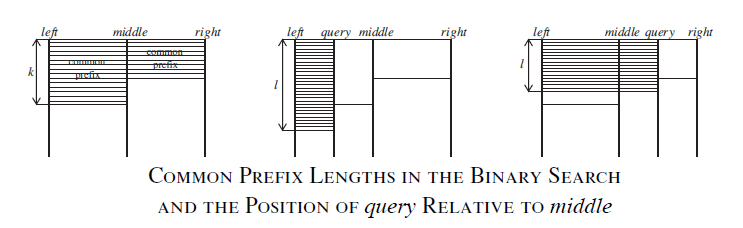 left middle right
left query middle right
left middle query right
common
prefix
common
prefix
k
l
l
COMMON PREFIX LENGTHS IN THE BINARY SEARCH
AND THE POSITION OF query RELATIVE TO middle